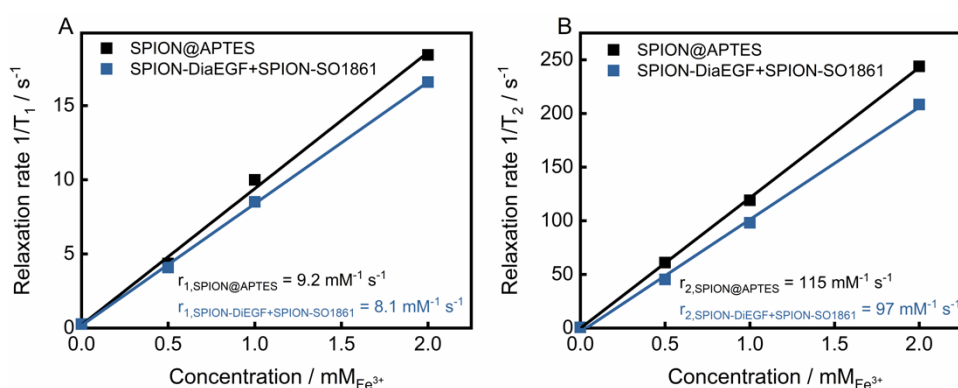 A
SPION@APTES
SPION-DiaEGF+SPION-SO1861
Relaxation rate 1/T₁ / s⁻¹
15
10
5
0
r₁,SPION@APTES = 9.2 mM⁻¹ s⁻¹
r₁,SPION-DiEGF+SPION-SO1861 = 8.1 mM⁻¹ s⁻¹
0.0 0.5 1.0 1.5 2.0
Concentration / mM_Fe³⁺
B
SPION@APTES
SPION-DiaEGF+SPION-SO1861
Relaxation rate 1/T₂ / s⁻¹
250
200
150
100
50
0
r₂,SPION@APTES = 115 mM⁻¹ s⁻¹
r₂,SPION-DiEGF+SPION-SO1861 = 97 mM⁻¹ s⁻¹
0.0 0.5 1.0 1.5 2.0
Concentration / mM_Fe³⁺